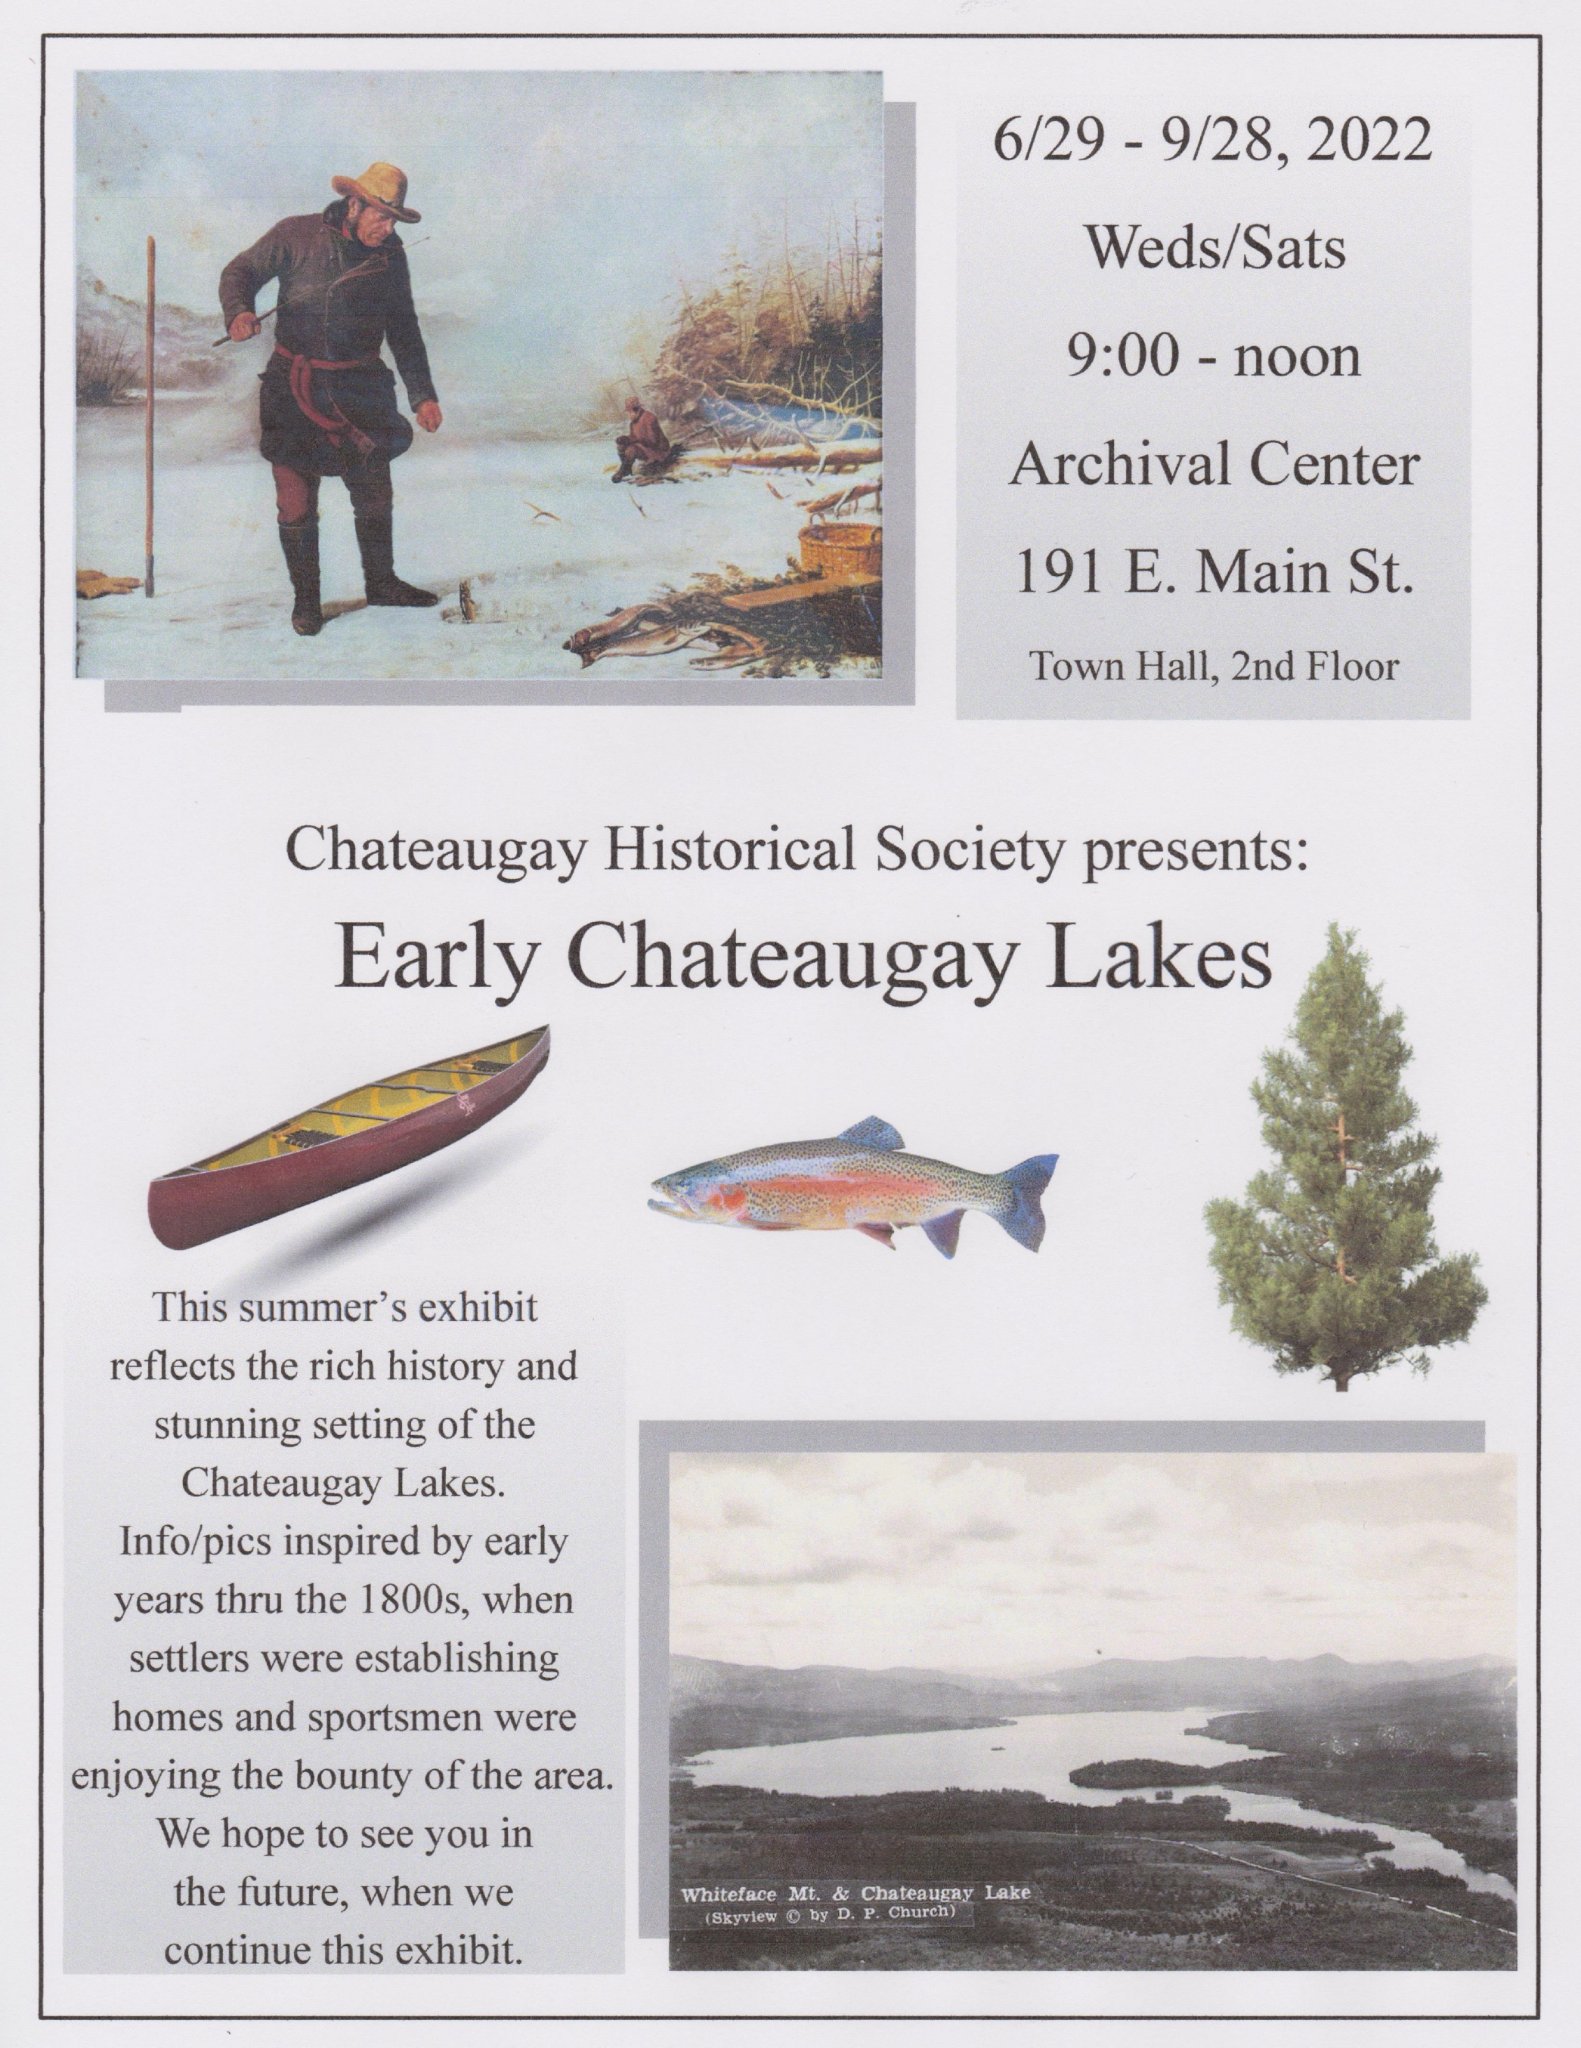 6/29 - 9/28, 2022
Weds/Sats
9:00 - noon
Archival Center
191 E. Main St.
Town Hall, 2nd Floor
Chateaugay Historical Society presents:
Early Chateaugay Lakes
This summer's exhibit
reflects the rich history and
stunning setting of the
Chateaugay Lakes.
Info/pics inspired by early
years thru the 1800s, when
settlers were establishing
homes and sportsmen were
enjoying the bounty of the area.
We hope to see you in
the future, when we
continue this exhibit.
Whiteface Mt. & Chateaugay Lake
(Skyview © by D. P. Church)